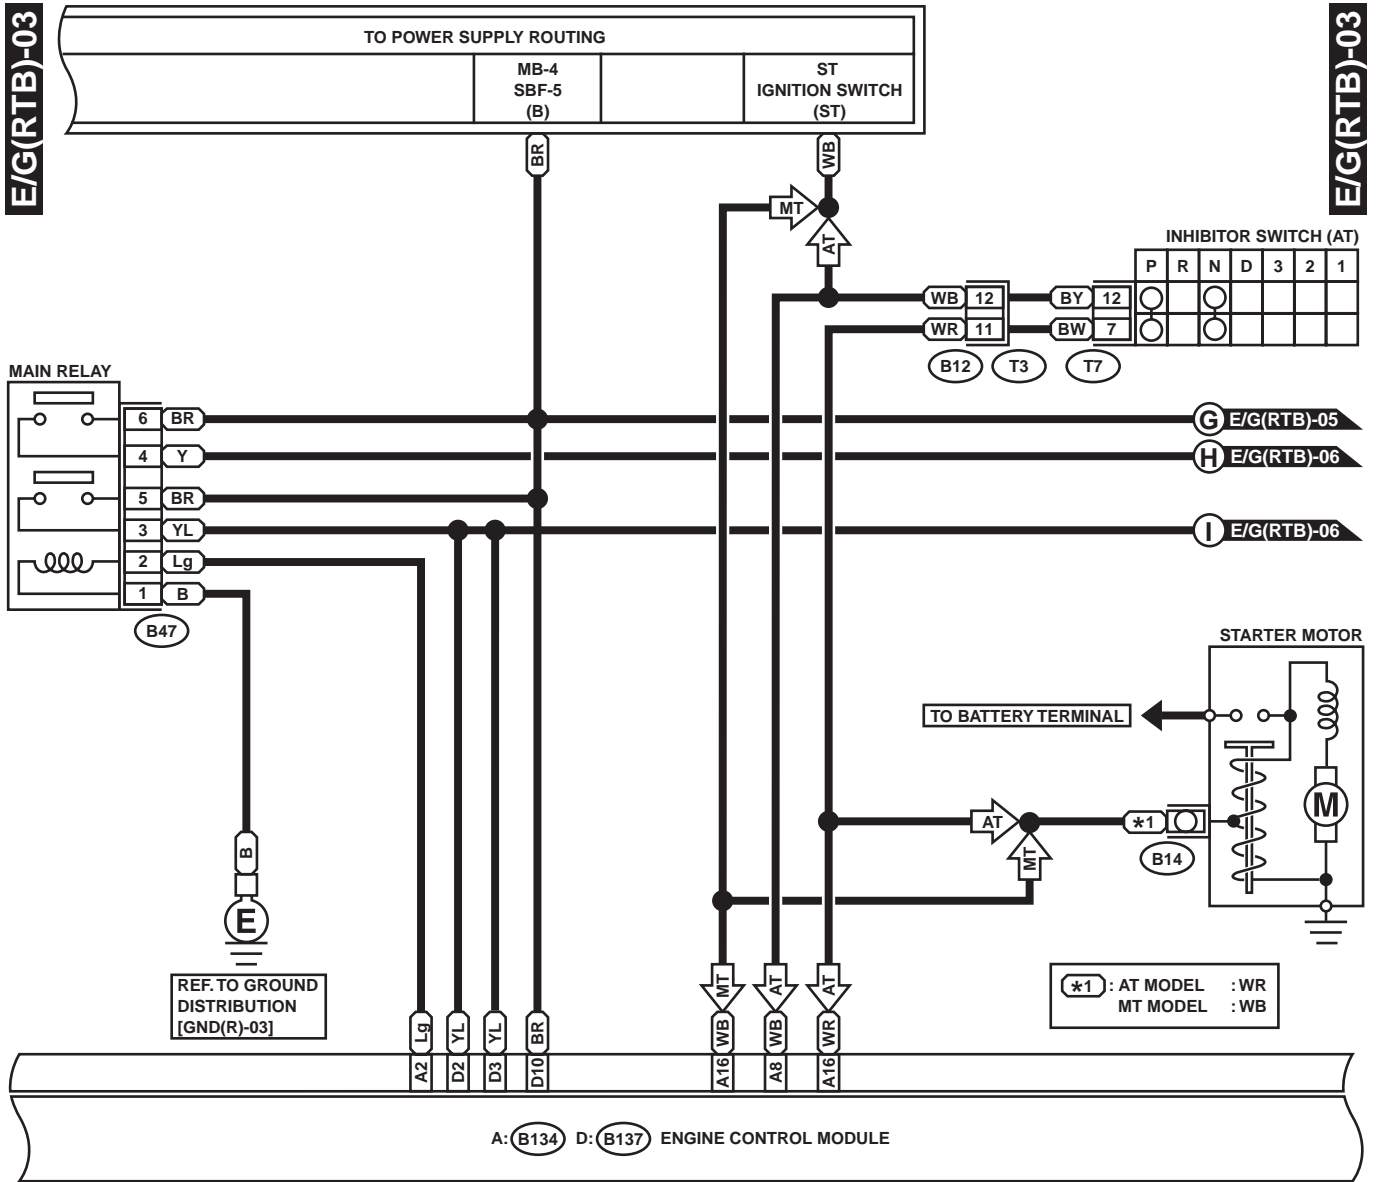 E/G(RTB)-03
E/G(RTB)-03
TO POWER SUPPLY ROUTING
MB-4
SBF-5
(B)
ST
IGNITION SWITCH
(ST)
BR
WB
MT
AT
INHIBITOR SWITCH (AT)
P R N D 3 2 1
WB 12 BY 12
WR 11 BW 7
B12 T3 T7
MAIN RELAY
6 BR
G E/G(RTB)-05
4 Y
H E/G(RTB)-06
5 BR
3 YL
I E/G(RTB)-06
2 Lg
1 B
B47
STARTER MOTOR
TO BATTERY TERMINAL
M
AT
*1
MT
B14
B
E
REF. TO GROUND
DISTRIBUTION
[GND(R)-03]
MT AT AT
*1 : AT MODEL : WR
MT MODEL : WB
Lg YL YL BR WB WB WR
A2 D2 D3 D10 A16 A8 A16
A: B134 D: B137 ENGINE CONTROL MODULE